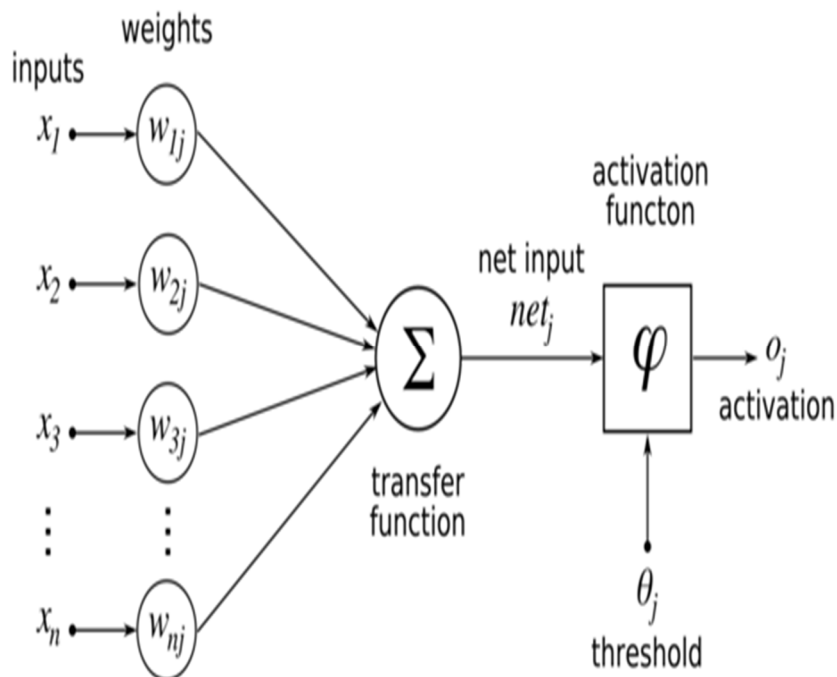 weights
inputs
x1
w1j
activation
functon
x2
w2j
net input
netj
Σ
φ
oj
activation
x3
w3j
transfer
function
⋮ ⋮
θj
xn
wnj
threshold